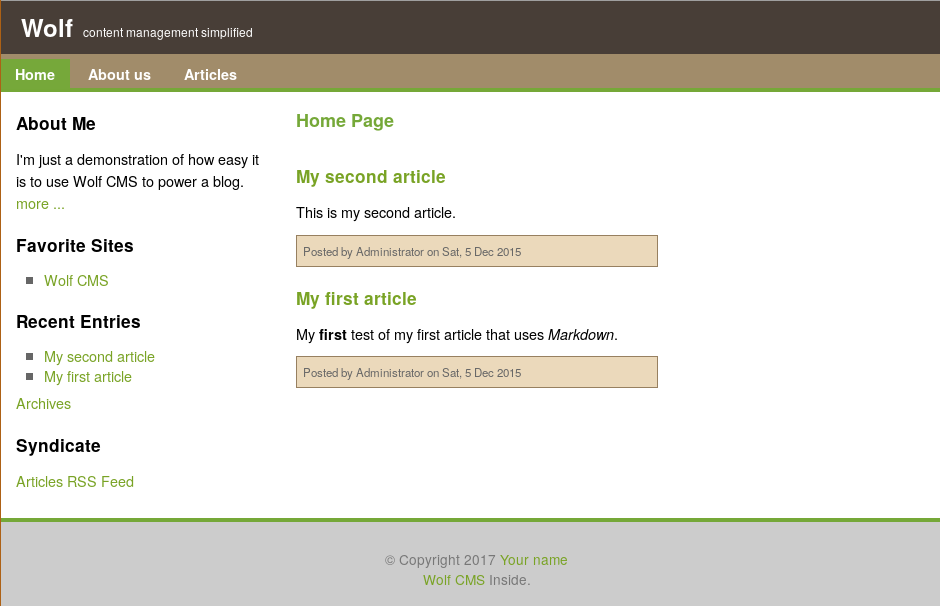 Wolf content management simplified
Home About us Articles
About Me
I'm just a demonstration of how easy it
is to use Wolf CMS to power a blog.
more ...
Favorite Sites
Wolf CMS
Recent Entries
My second article
My first article
Archives
Syndicate
Articles RSS Feed
Home Page
My second article
This is my second article.
Posted by Administrator on Sat, 5 Dec 2015
My first article
My first test of my first article that uses Markdown.
Posted by Administrator on Sat, 5 Dec 2015
© Copyright 2017 Your name
Wolf CMS Inside.